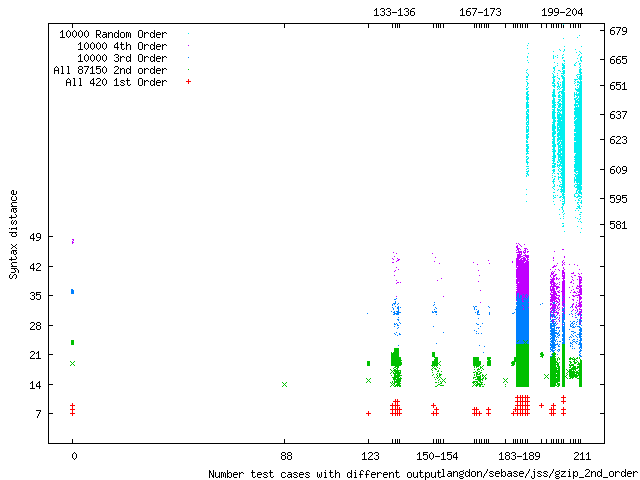 133-136 167-173 199-204
10000 Random Order
10000 4th Order
10000 3rd Order
All 87150 2nd order
All 420 1st Order
679
665
651
637
623
609
595
581
Syntax distance
49
42
35
28
21
14
7
0 88 123 150-154 183-189 211
Number test cases with different output
langdon/sebase/jss/gzip_2nd_order